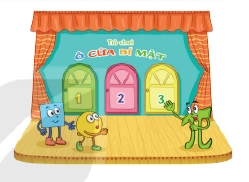 Trò chơi
Ô CỬA BÍ MẬT
1 2 3